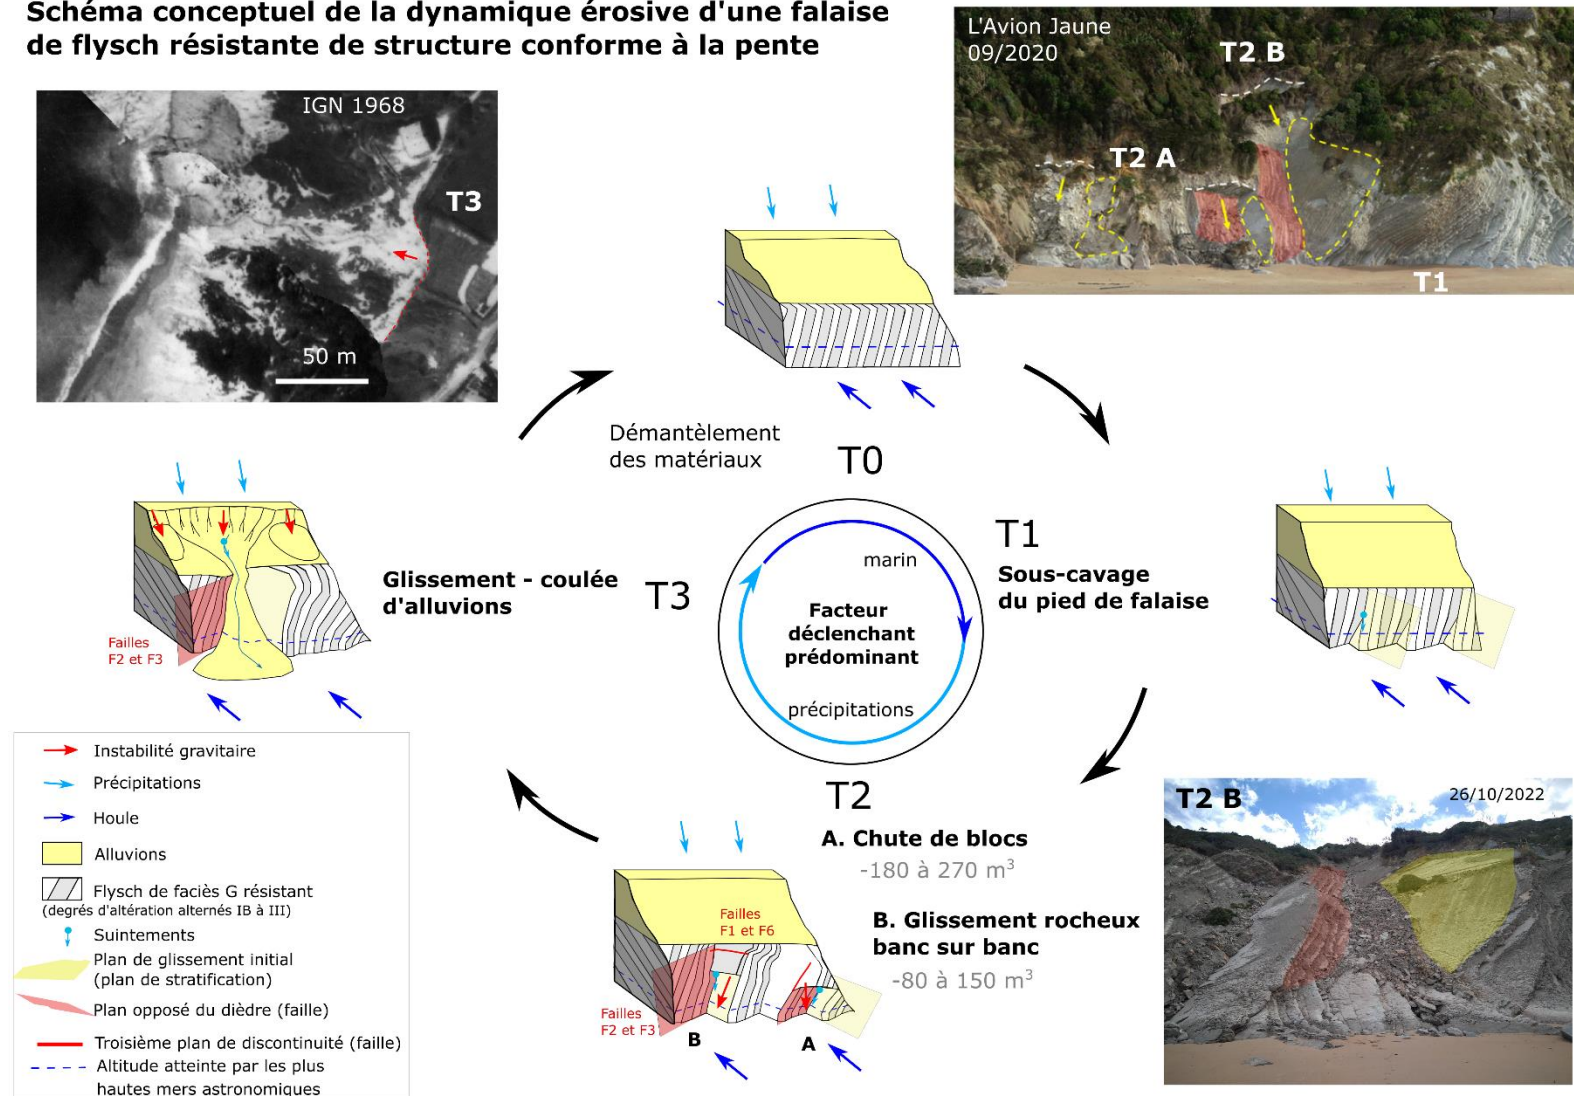 Schéma conceptuel de la dynamique érosive d'une falaise
de flysch résistante de structure conforme à la pente
IGN 1968
T3
50 m
L'Avion Jaune
09/2020
T2 B
T2 A
T1
Démantèlement
des matériaux
T0
T1
Sous-cavage
du pied de falaise
marin
Facteur
déclenchant
prédominant
précipitations
T3
Glissement - coulée
d'alluvions
Failles
F2 et F3
T2
A. Chute de blocs
-180 à 270 m³
B. Glissement rocheux
banc sur banc
-80 à 150 m³
Failles
F1 et F6
Failles
F2 et F3
B
A
T2 B
26/10/2022
Instabilité gravitaire
Précipitations
Houle
Alluvions
Flysch de faciès G résistant
(degrés d'altération alternés IB à III)
Suintements
Plan de glissement initial
(plan de stratification)
Plan opposé du dièdre (faille)
Troisième plan de discontinuité (faille)
Altitude atteinte par les plus
hautes mers astronomiques